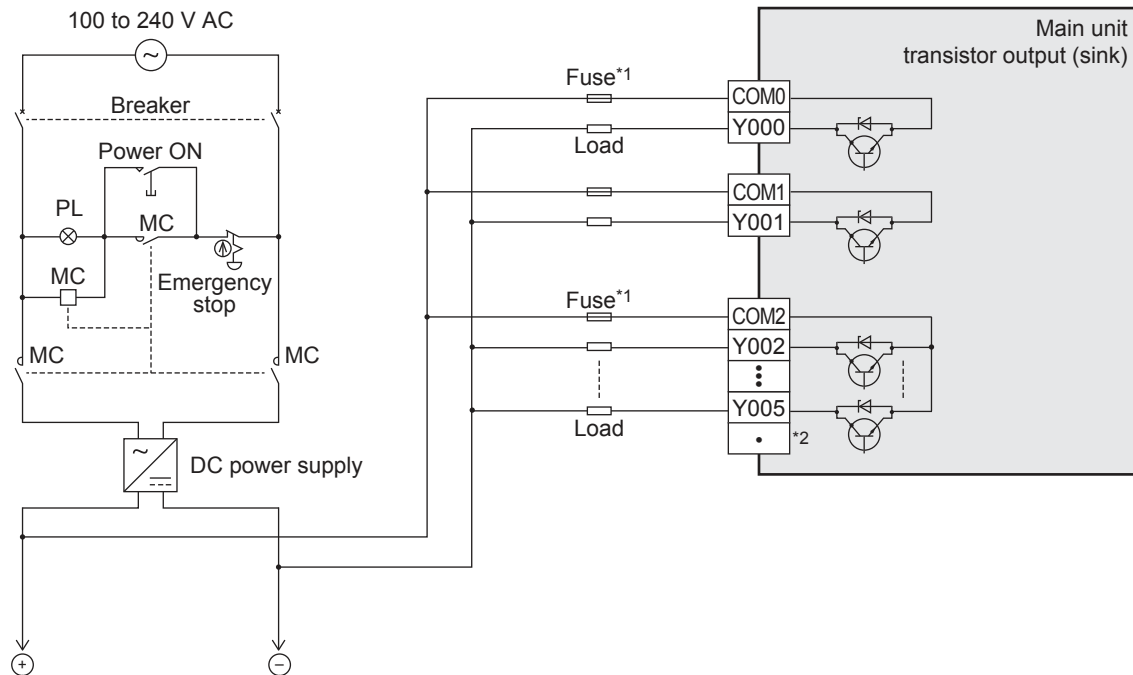 100 to 240 V AC
Breaker
Power ON
PL
MC
MC
Emergency
stop
MC
MC
DC power supply
+
−
Fuse*1
Load
Fuse*1
Load
COM0
Y000
COM1
Y001
COM2
Y002
Y005
*2
Main unit
transistor output (sink)